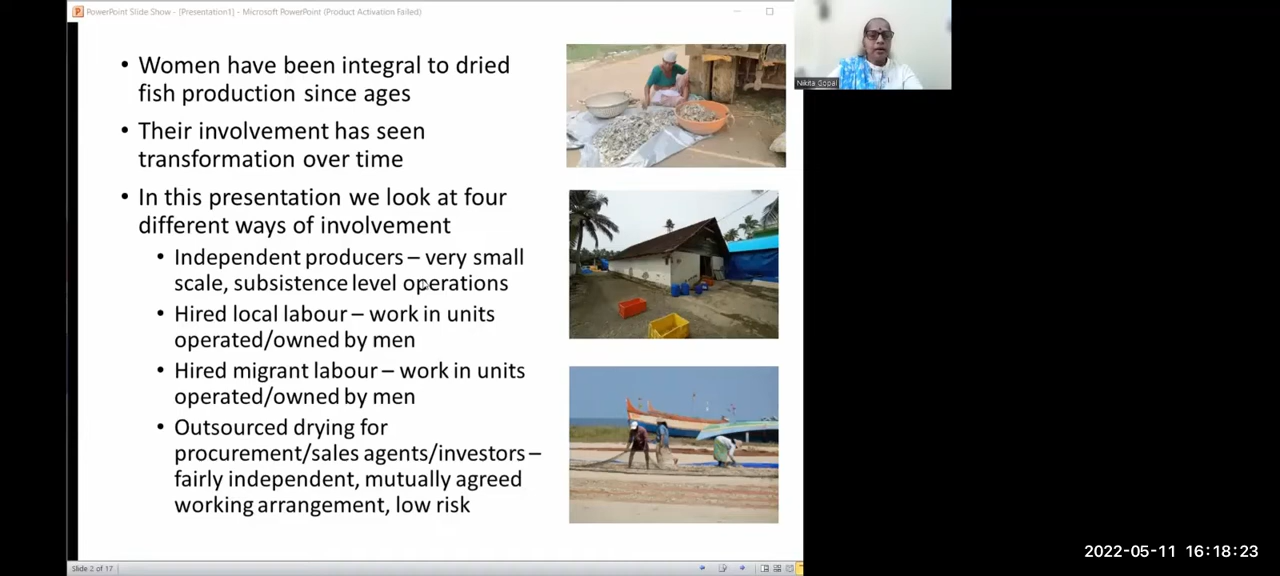 PowerPoint Slide Show - [Presentation1] - Microsoft PowerPoint (Product Activation Failed)
• Women have been integral to dried
fish production since ages
• Their involvement has seen
transformation over time
• In this presentation we look at four
different ways of involvement
• Independent producers – very small
scale, subsistence level operations
• Hired local labour – work in units
operated/owned by men
• Hired migrant labour – work in units
operated/owned by men
• Outsourced drying for
procurement/sales agents/investors –
fairly independent, mutually agreed
working arrangement, low risk
Slide 2 of 17
Nikita Gopal
2022-05-11 16:18:23